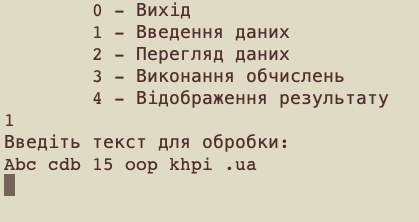 0 – Вихід
1 – Введення даних
2 – Перегляд даних
3 – Виконання обчислень
4 – Відображення результату
1
Введіть текст для обробки:
Abc cdb 15 oop khpi .ua